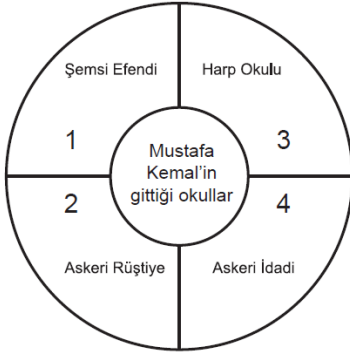 Şemsi Efendi
Harp Okulu
1
3
Mustafa
Kemal'in
gittiği okullar
2
4
Askeri Rüştiye
Askeri İdadi